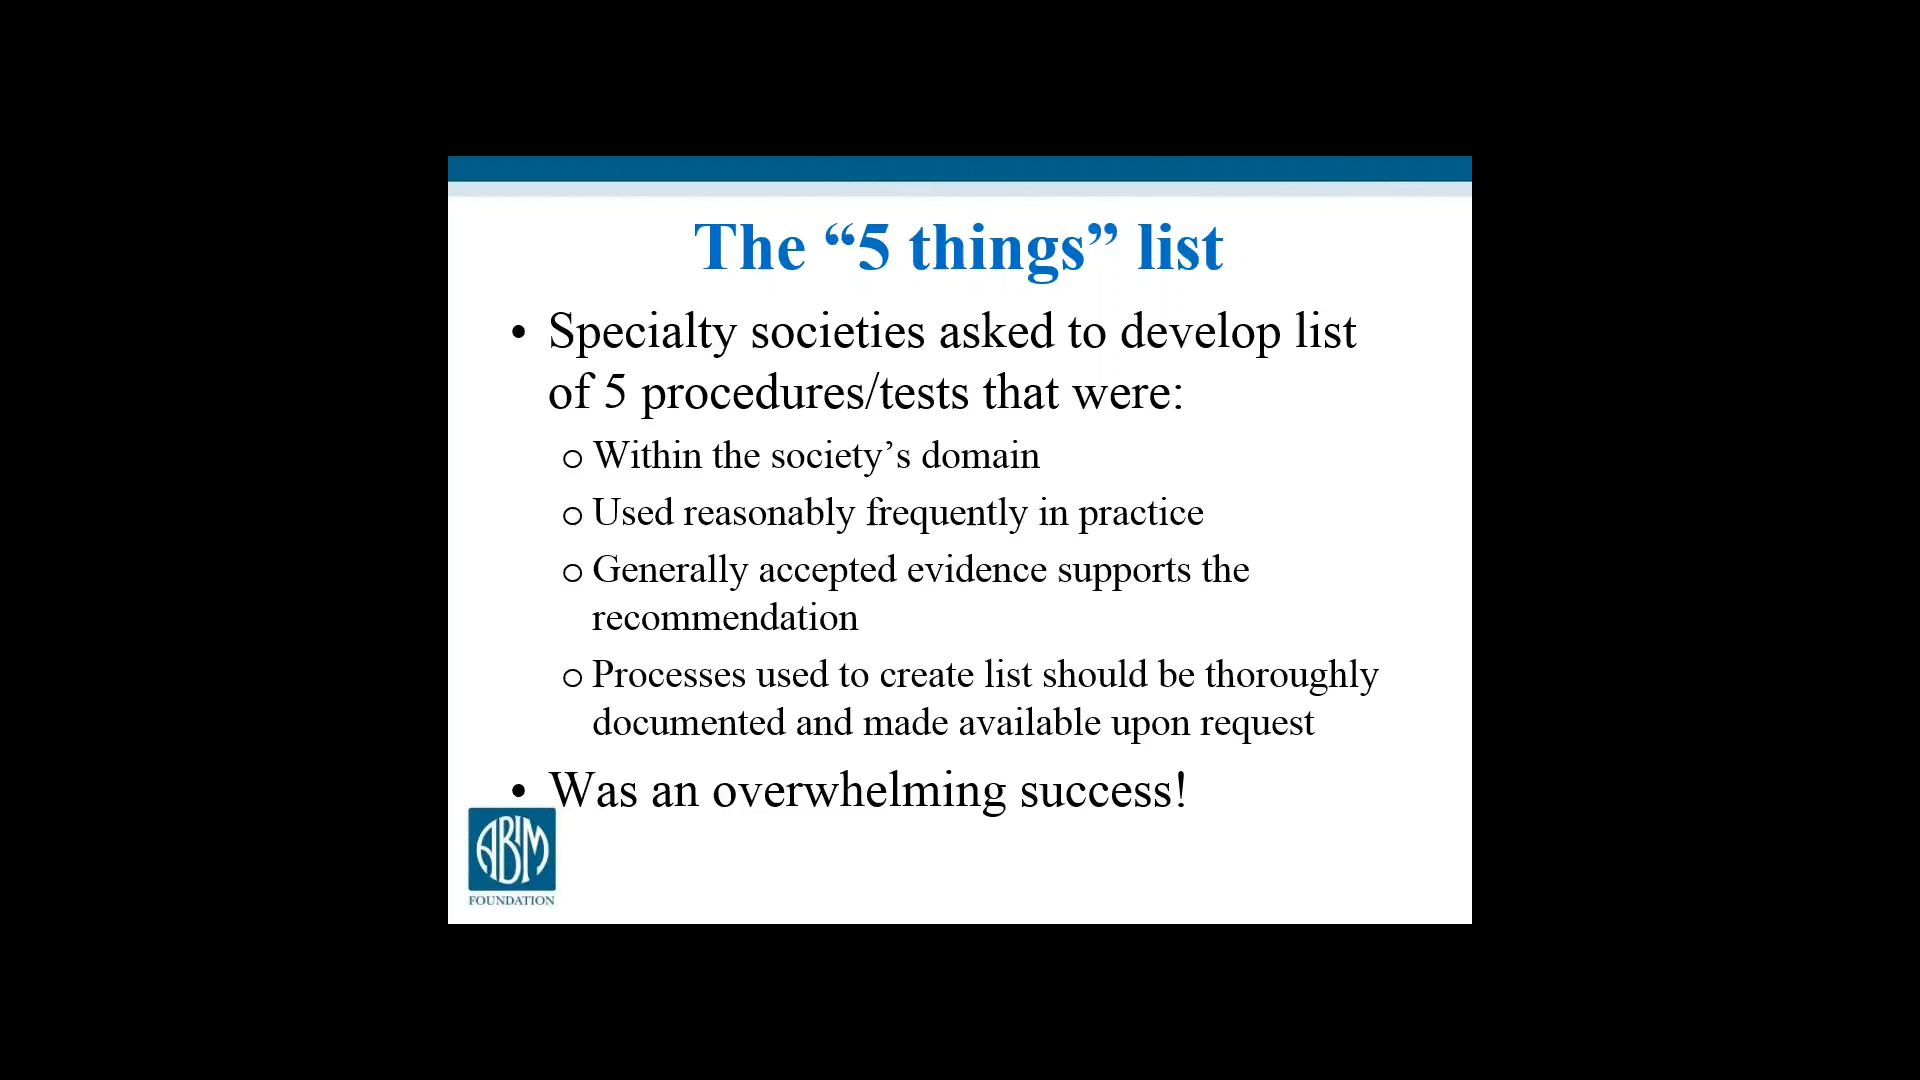 The “5 things” list
• Specialty societies asked to develop list
of 5 procedures/tests that were:
o Within the society’s domain
o Used reasonably frequently in practice
o Generally accepted evidence supports the
recommendation
o Processes used to create list should be thoroughly
documented and made available upon request
• Was an overwhelming success!
ABIM
FOUNDATION